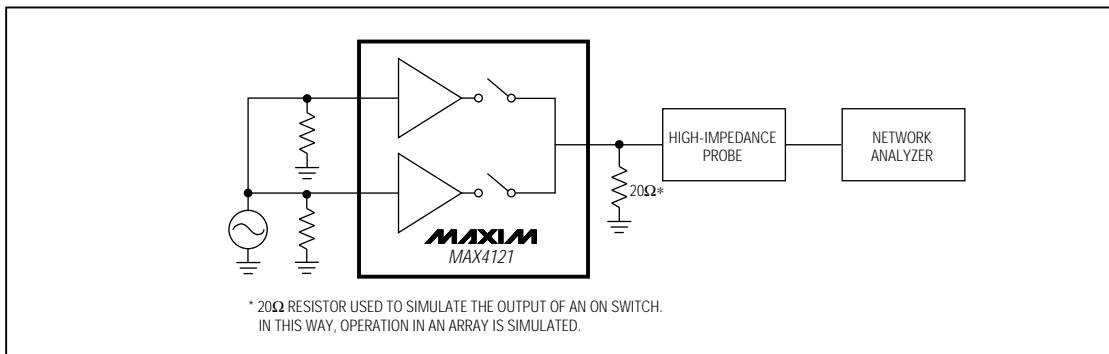 HIGH-IMPEDANCE
PROBE
NETWORK
ANALYZER
20Ω*
MAXIM
MAX4121
* 20Ω RESISTOR USED TO SIMULATE THE OUTPUT OF AN ON SWITCH.
IN THIS WAY, OPERATION IN AN ARRAY IS SIMULATED.